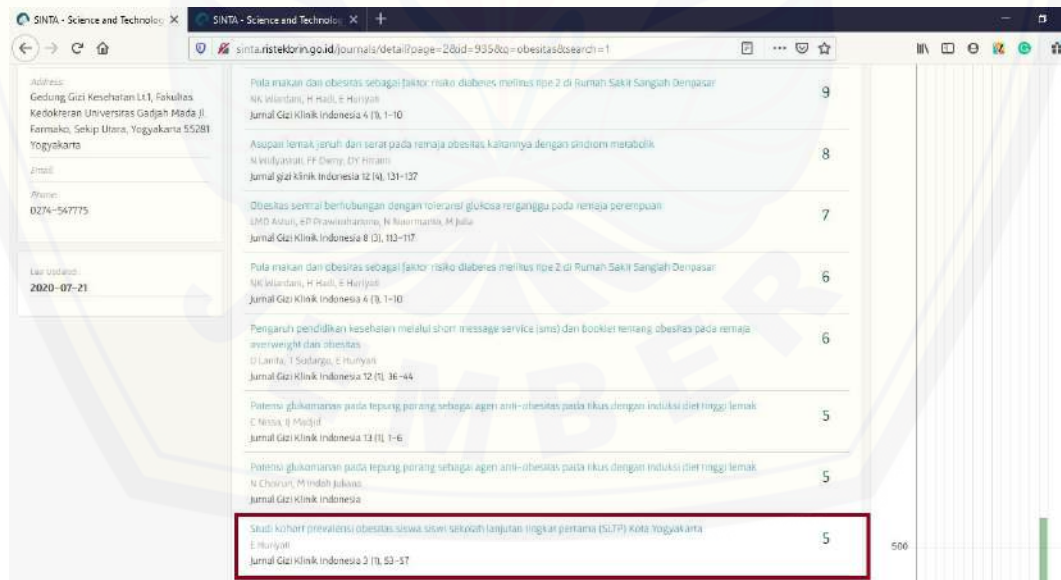 SINTA - Science and Technolog
SINTA - Science and Technolog
sinta.ristekbrin.go.id/journals/detail?page=2&id=935&q=obesitas&search=1
Address:
Gedung Gizi Kesehatan Lt.1, Fakultas
Kedokteran Universitas Gadjah Mada Jl.
Farmako, Sekip Utara, Yogyakarta 55281
Yogyakarta
Email:
Phone:
0274-547775
Last Updated:
2020-07-21
Pola makan dan obesitas sebagai faktor risiko diabetes melitus tipe 2 di Rumah Sakit Sanglah Denpasar
NK Wiardani, H Hadi, E Huriyati
Jurnal Gizi Klinik Indonesia 4 (1), 1-10
9
Asupan lemak jenuh dan serat pada remaja obesitas kaitannya dengan sindrom metabolik
N Widyastuti, FF Dieny, DY Fitranti
Jurnal gizi klinik Indonesia 12 (4), 131-137
8
Obesitas sentral berhubungan dengan toleransi glukosa terganggu pada remaja perempuan
LMD Astuti, EP Prawirohartono, N Noormanto, M Julia
Jurnal Gizi Klinik Indonesia 8 (3), 113-117
7
Pola makan dan obesitas sebagai faktor risiko diabetes melitus tipe 2 di Rumah Sakit Sanglah Denpasar
NK Wiardani, H Hadi, E Huriyati
Jurnal Gizi Klinik Indonesia 4 (1), 1-10
6
Pengaruh pendidikan kesehatan melalui short message service (sms) dan booklet tentang obesitas pada remaja
overweight dan obesitas
T Sudargo, E Huriyati
Jurnal Gizi Klinik Indonesia 12 (1), 36-44
6
Potensi glukomanan pada tepung porang sebagai agen anti-obesitas pada tikus dengan induksi diet tinggi lemak
C Nissa, IJ Madjid
Jurnal Gizi Klinik Indonesia 13 (1), 1-6
5
Potensi glukomanan pada tepung porang sebagai agen anti-obesitas pada tikus dengan induksi diet tinggi lemak
N Choirun, M Indah Juliana
Jurnal Gizi Klinik Indonesia
5
Studi kohort prevalensi obesitas siswa siswi sekolah lanjutan tingkat pertama (SLTP) Kota Yogyakarta
E Huriyati
Jurnal Gizi Klinik Indonesia 3 (1), 53-57
5
500